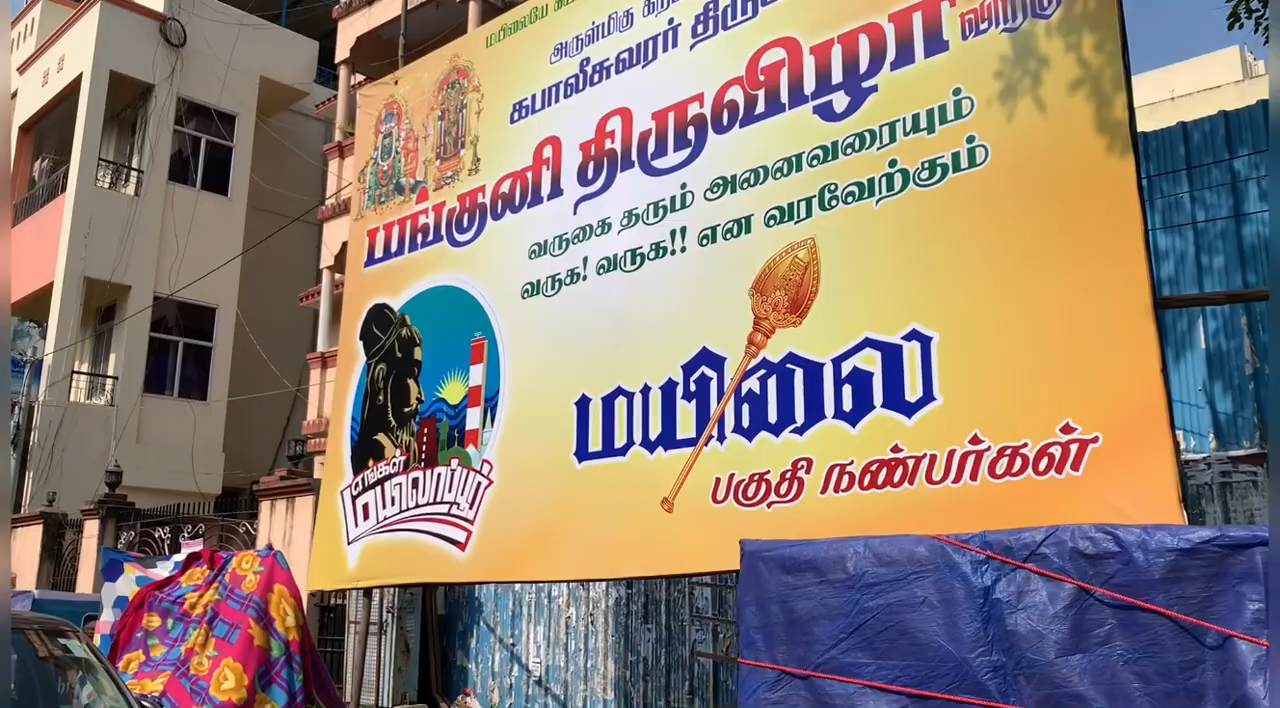 மயிலையே
அருள்மிகு
கபாலீசுவரர்
பங்குனி திருவிழா
வருகை தரும் அனைவரையும்
வருக! வருக!! என வரவேற்கும்
மயிலை
பகுதி நண்பர்கள்
எங்கள்
மயிலாப்பூர்